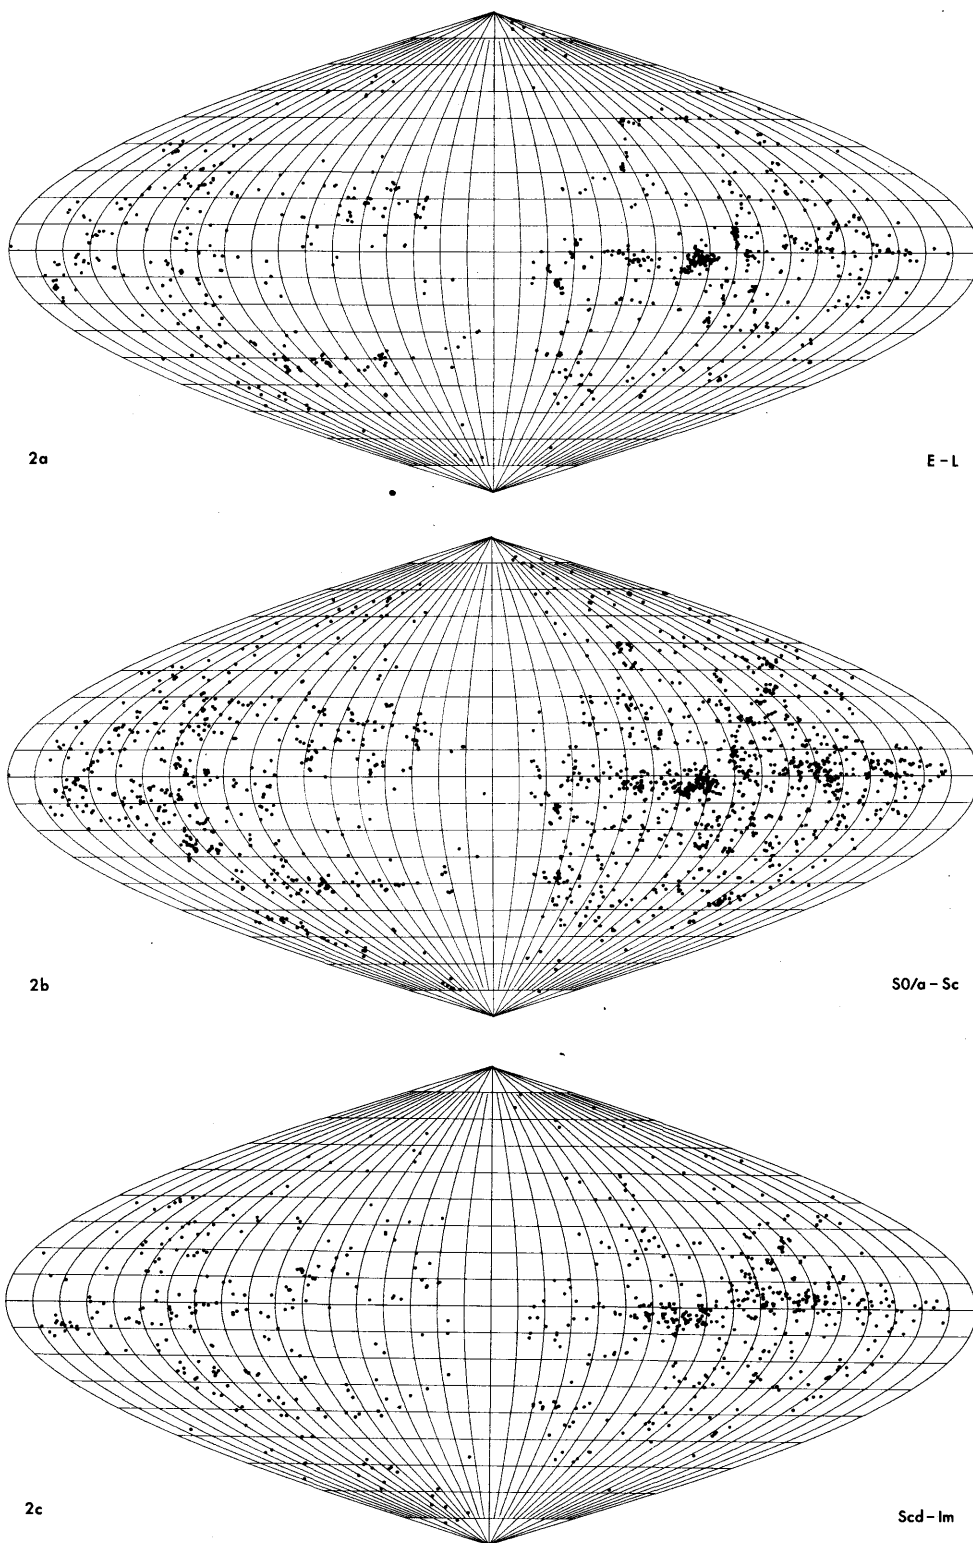 2a
E – L
2b
S0/a – Sc
2c
Scd – Im